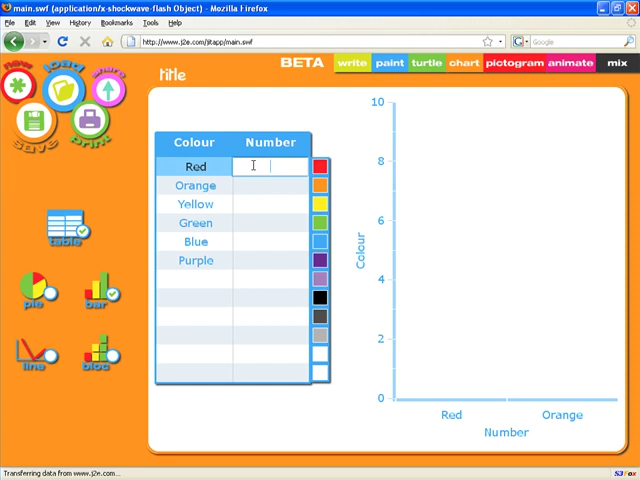 main.swf (application/x-shockwave-flash Object) - Mozilla Firefox
File Edit View History Bookmarks Tools Help
http://www.j2e.com/jitapp/main.swf
Google
new
load
share
save
print
title
BETA write paint turtle chart pictogram animate mix
table
pie
bar
line
bloc
Colour Number
Red
Orange
Yellow
Green
Blue
Purple
10
8
6
4
2
0
Colour
Red Orange
Number
Transferring data from www.j2e.com...
S3Fox